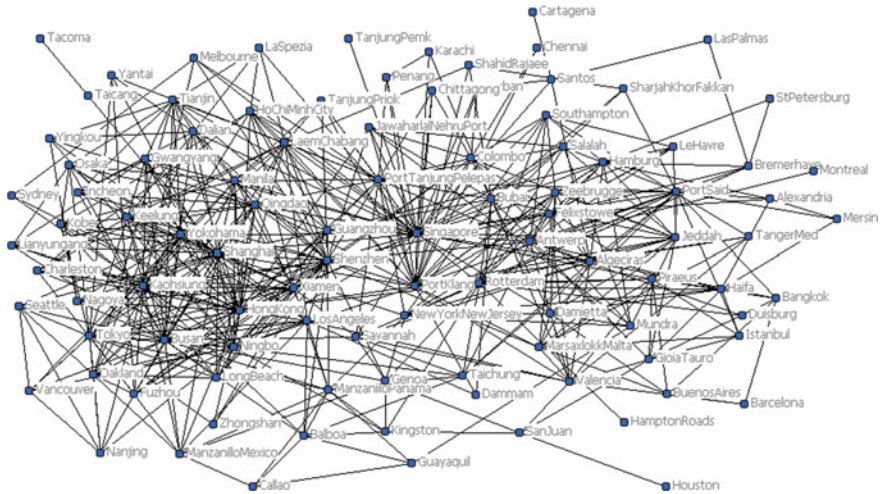 Cartagena
Tacoma
Melbourne
LaSpezia
TanjungPemk
Karachi
Chennai
LasPalmas
Yantai
Penang
ShahidRajaee
Santos
SharjahKhorFakkan
Taicang
Tianjin
HoChiMinhCity
TanjungPriok
Chittagong
ban
StPetersburg
Yingkou
Dalian
LaemChabang
JawaharlalNehruPort
Southampton
Osaka
Gwangyang
Colombo
Salalah
Hamburg
LeHavre
Bremerhave
Montreal
Sydney
Incheon
Manila
PortTanjungPelepas
Dubai
Zeebrugge
PortSaid
Alexandria
Kobe
Keelung
Qingdao
Felixstowe
Mersin
Lianyungang
Yokohama
Guangzhou
Singapore
Antwerp
Jeddah
TangerMed
Charleston
Shanghai
Shenzhen
Algeciras
Kaohsiung
Xiamen
PortKlang
Rotterdam
Piraeus
Haifa
Seattle
Nagoya
HongKong
LosAngeles
NewYorkNewJersey
Damietta
Mundra
Bangkok
Duisburg
Tokyo
Busan
Ningbo
Savannah
MarsaxlokkMalta
GioiaTauro
Istanbul
Vancouver
Oakland
Fuzhou
LongBeach
ManzanilloPanama
Genoa
Taichung
Dammam
Valencia
BuenosAires
Barcelona
Zhongshan
HamptonRoads
Nanjing
ManzanilloMexico
Balboa
Kingston
SanJuan
Guayaquil
Callao
Houston